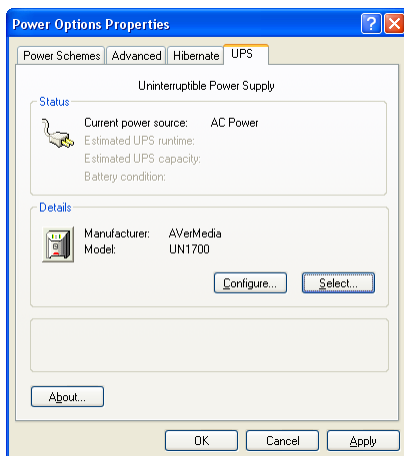 Power Options Properties
Power Schemes Advanced Hibernate UPS
Uninterruptible Power Supply
Status
Current power source: AC Power
Estimated UPS runtime:
Estimated UPS capacity:
Battery condition:
Details
Manufacturer: AVerMedia
Model: UN1700
Configure... Select...
About...
OK Cancel Apply